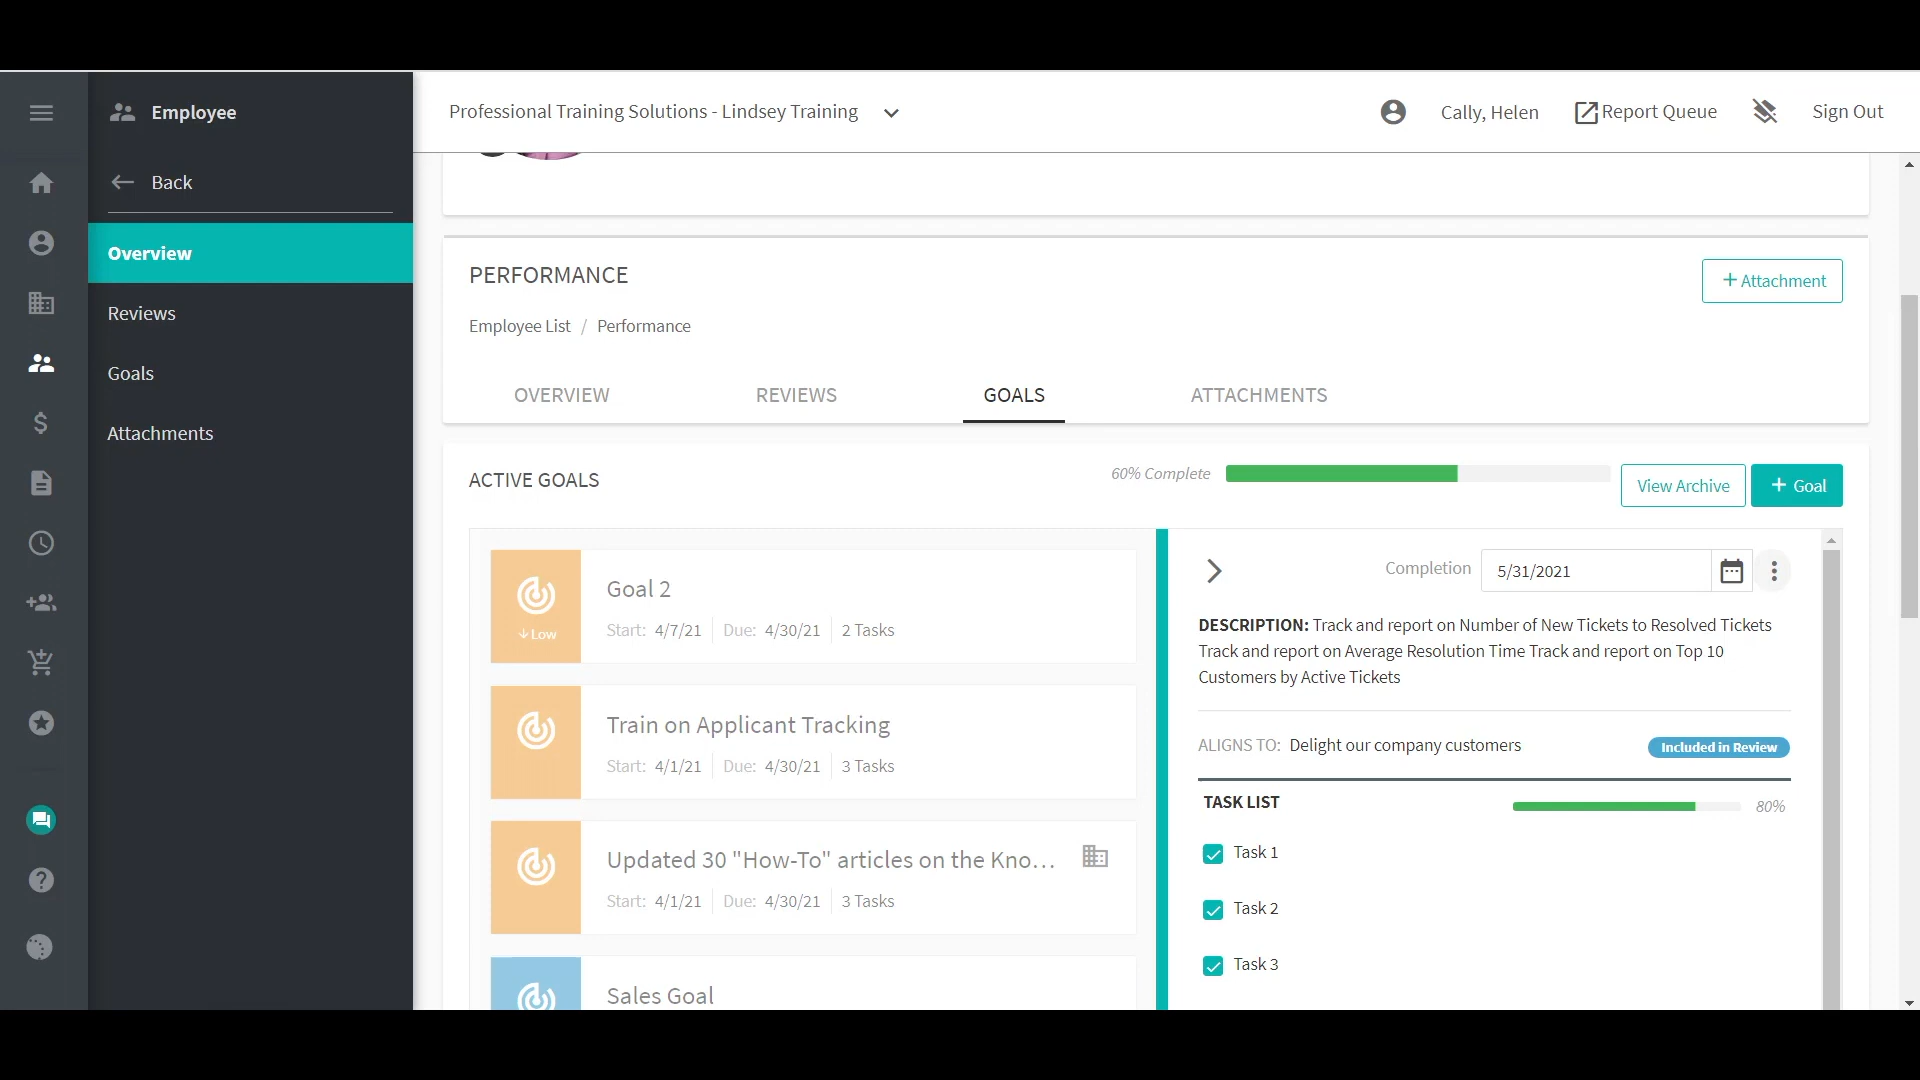 Employee
Back
Overview
Reviews
Goals
Attachments
Professional Training Solutions - Lindsey Training
Cally, Helen
Report Queue
Sign Out
PERFORMANCE
+ Attachment
Employee List / Performance
OVERVIEW
REVIEWS
GOALS
ATTACHMENTS
ACTIVE GOALS
60% Complete
View Archive
+ Goal
Low
Goal 2
Start: 4/7/21 Due: 4/30/21 2 Tasks
Train on Applicant Tracking
Start: 4/1/21 Due: 4/30/21 3 Tasks
Updated 30 "How-To" articles on the Kno...
Start: 4/1/21 Due: 4/30/21 3 Tasks
Sales Goal
Completion 5/31/2021
DESCRIPTION: Track and report on Number of New Tickets to Resolved Tickets
Track and report on Average Resolution Time Track and report on Top 10
Customers by Active Tickets
ALIGNS TO: Delight our company customers
Included in Review
TASK LIST
80%
Task 1
Task 2
Task 3